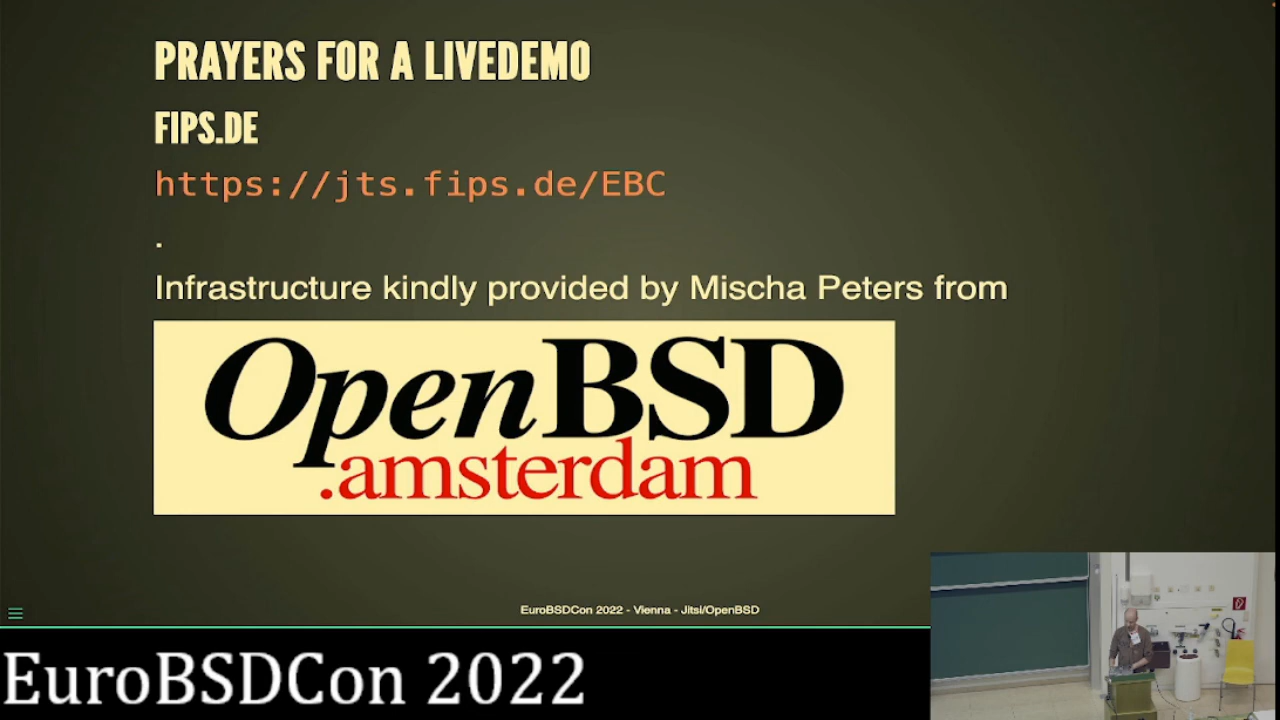 PRAYERS FOR A LIVEDEMO
FIPS.DE
https://jts.fips.de/EBC
.
Infrastructure kindly provided by Mischa Peters from
OpenBSD
.amsterdam
EuroBSDCon 2022 - Vienna - Jitsi/OpenBSD
EuroBSDCon 2022